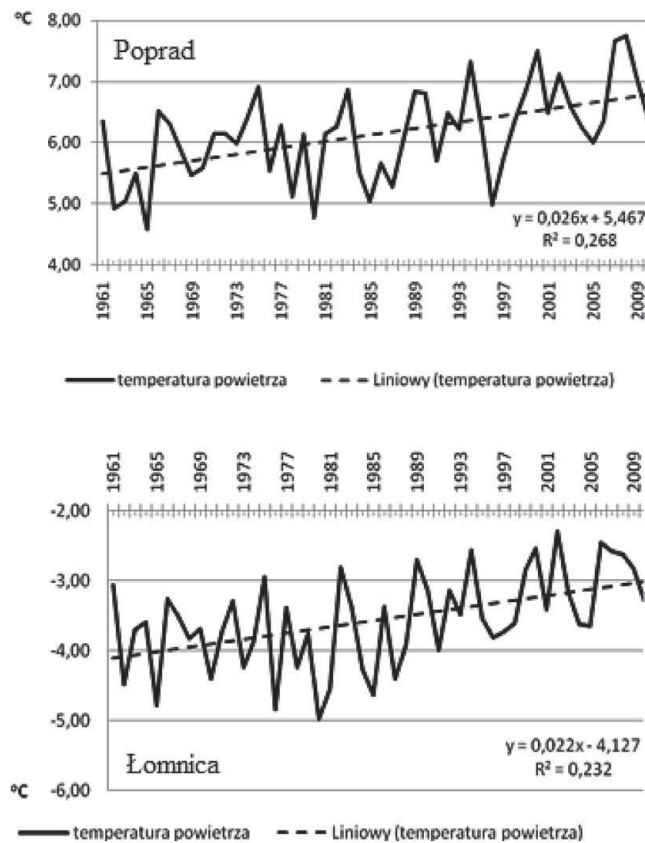 °C
8,00
Poprad
7,00
6,00
5,00
y = 0,026x + 5,467
R² = 0,268
4,00
1961 1965 1969 1973 1977 1981 1985 1989 1993 1997 2001 2005 2009
temperatura powietrza Liniowy (temperatura powietrza)
1961 1965 1969 1973 1977 1981 1985 1989 1993 1997 2001 2005 2009
-2,00
-3,00
-4,00
-5,00
y = 0,022x - 4,127
Łomnica
R² = 0,232
°C
-6,00
temperatura powietrza Liniowy (temperatura powietrza)